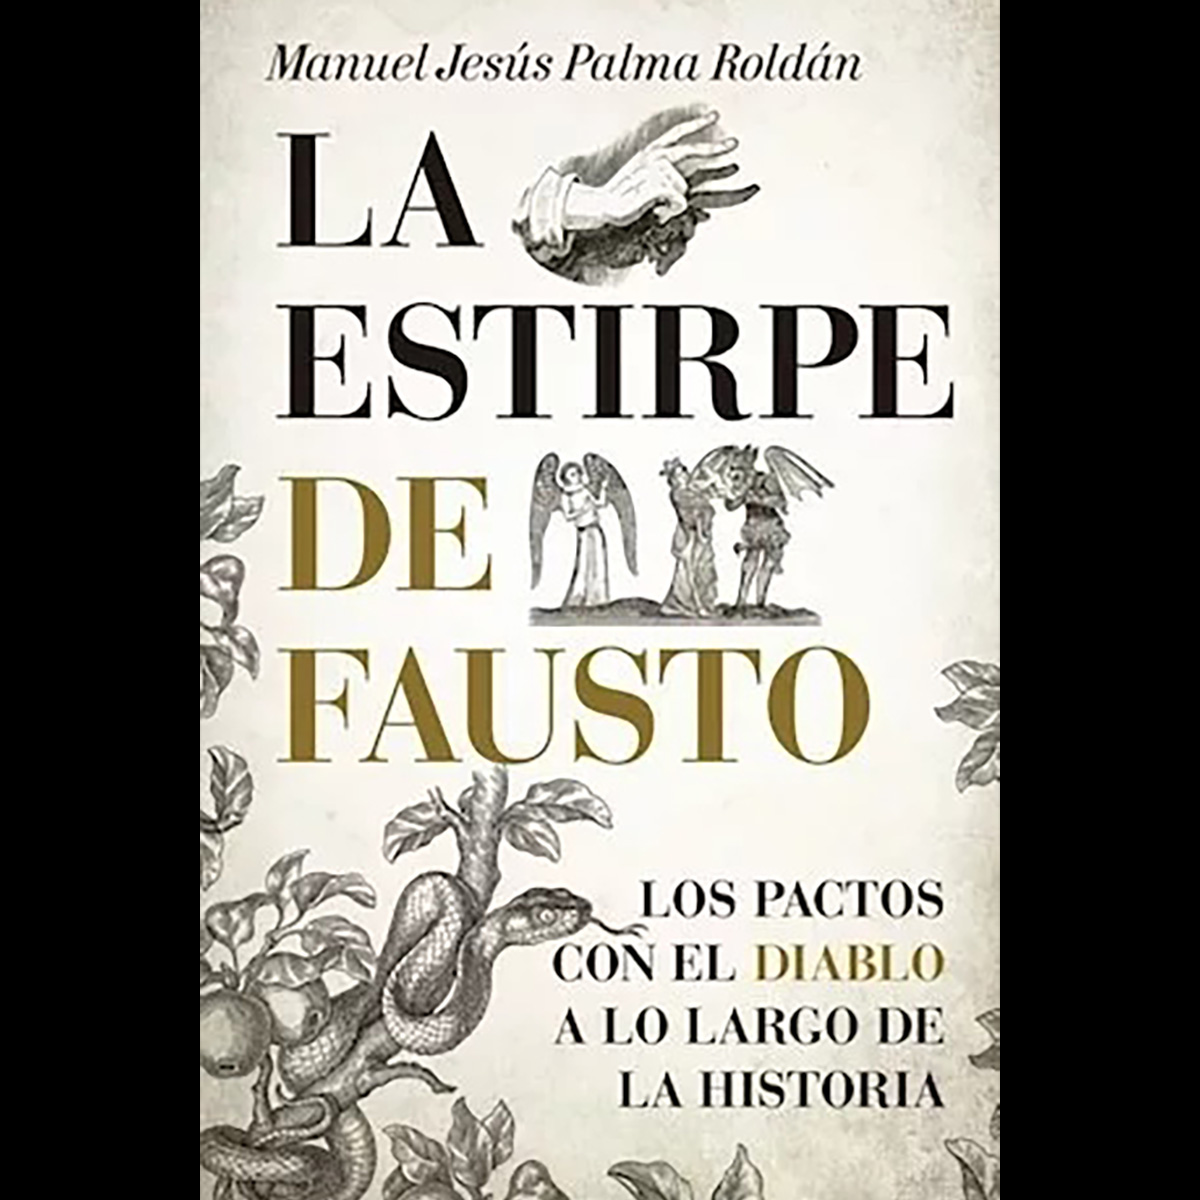 Manuel Jesús Palma Roldán
LA
ESTIRPE
DE
FAUSTO
LOS PACTOS
CON EL DIABLO
A LO LARGO DE
LA HISTORIA